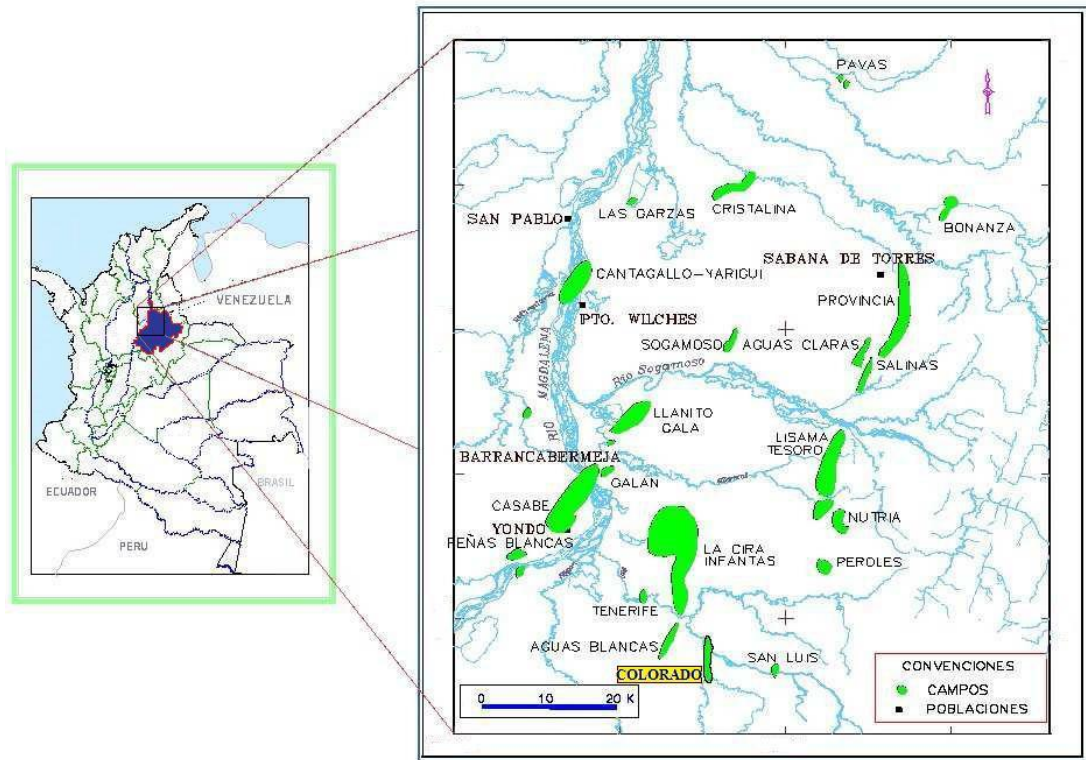 VENEZUELA
ECUADOR
BRASIL
PERU
PAVAS
SAN PABLO
LAS GARZAS
CRISTALINA
BONANZA
CANTAGALLO-YARIGUI
SABANA DE TORRES
PROVINCIA
PTO. WILCHES
SOGAMOSO
AGUAS CLARAS
SALINAS
RIO MAGDALENA
Rio Sogamoso
LLANITO
GALA
LISAMA
TESORO
BARRANCABERMEJA
GALAN
CASABE
YONDO
PEÑAS BLANCAS
NUTRIA
LA CIRA
INFANTAS
PEROLES
TENERIFE
AGUAS BLANCAS
COLORADO
SAN LUIS
0 10 20 K
CONVENCIONES
CAMPOS
POBLACIONES